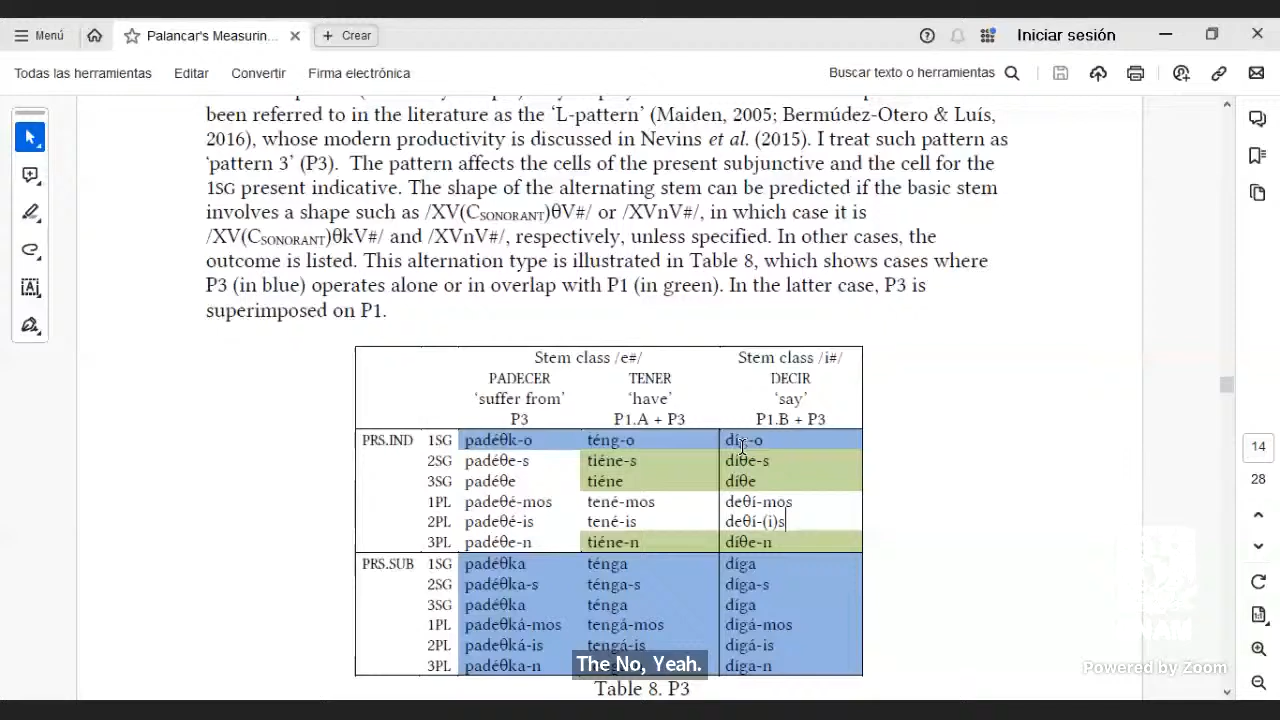 Menú
Palancar's Measurin...
Crear
Iniciar sesión
Todas las herramientas Editar Convertir Firma electrónica Buscar texto o herramientas
been referred to in the literature as the ‘L-pattern’ (Maiden, 2005; Bermúdez-Otero & Luís,
2016), whose modern productivity is discussed in Nevins et al. (2015). I treat such pattern as
‘pattern 3’ (P3). The pattern affects the cells of the present subjunctive and the cell for the
1SG present indicative. The shape of the alternating stem can be predicted if the basic stem
involves a shape such as /XV(CSONORANT)θV#/ or /XVnV#/, in which case it is
/XV(CSONORANT)θkV#/ and /XVnV#/, respectively, unless specified. In other cases, the
outcome is listed. This alternation type is illustrated in Table 8, which shows cases where
P3 (in blue) operates alone or in overlap with P1 (in green). In the latter case, P3 is
superimposed on P1.
Stem class /e#/ Stem class /i#/
PADECER TENER DECIR
‘suffer from’ ‘have’ ‘say’
P3 P1.A + P3 P1.B + P3
PRS.IND 1SG padéθk-o téng-o díg-o
2SG padéθe-s tiéne-s díθe-s
3SG padéθe tiéne díθe
1PL padeθé-mos tené-mos deθí-mos
2PL padeθé-is tené-is deθí-(i)s
3PL padéθe-n tiéne-n díθe-n
PRS.SUB 1SG padéθka ténga díga
2SG padéθka-s ténga-s díga-s
3SG padéθka ténga díga
1PL padeθká-mos tengá-mos digá-mos
2PL padeθká-is tengá-is digá-is
3PL padéθka-n díga-n
The No, Yeah.
Table 8. P3
14
28
Powered by Zoom